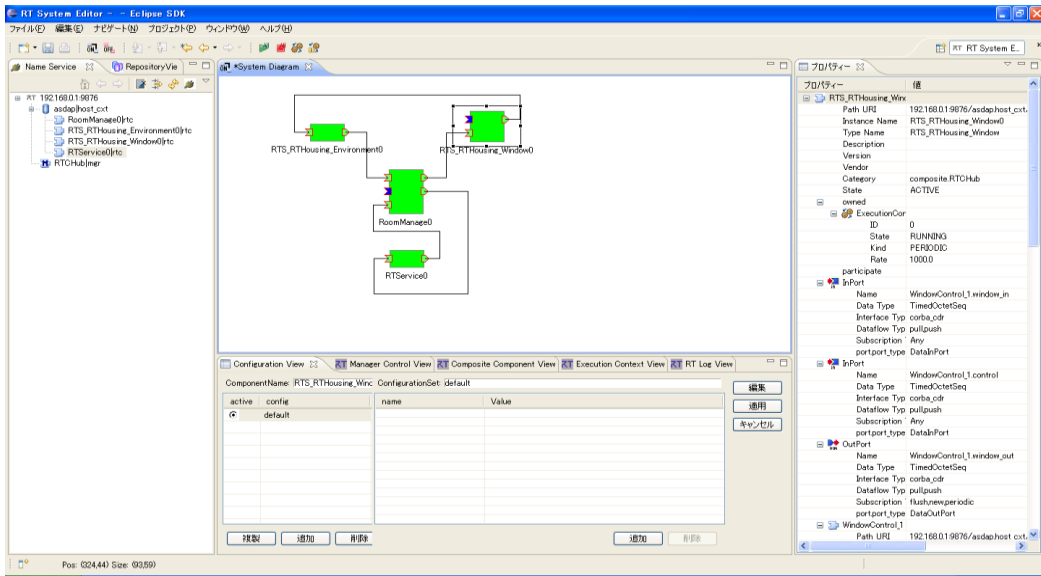 RT System Editor - - Eclipse SDK
ファイル(F) 編集(E) ナビゲート(N) プロジェクト(P) ウィンドウ(W) ヘルプ(H)
RT System E..
Name Service
RepositoryVie
*System Diagram
プロパティー
RT 192.168.0.1:9876
asdap|host_cxt
RoomManage0|rtc
RTS_RTHousing_Environment0|rtc
RTS_RTHousing_Window0|rtc
RTService0|rtc
RTCHub|mgr
RTS_RTHousing_Environment0
RTS_RTHousing_Window0
RoomManage0
RTService0
プロパティー 値
RTS_RTHousing_Winc
Path URI 192.168.0.1:9876/asdap.host_cxt.
Instance Name RTS_RTHousing_Window0
Type Name RTS_RTHousing_Window
Description
Version
Vendor
Category composite.RTCHub
State ACTIVE
owned
ExecutionCor
ID 0
State RUNNING
Kind PERIODIC
Rate 1000.0
participate
InPort
Name WindowControl_1.window_in
Data Type TimedOctetSeq
Interface Typ corba_cdr
Dataflow Typ pull,push
Subscription Any
port.port_type DataInPort
InPort
Name WindowControl_1.control
Data Type TimedOctetSeq
Interface Typ corba_cdr
Dataflow Typ pull,push
Subscription Any
port.port_type DataInPort
OutPort
Name WindowControl_1.window_out
Data Type TimedOctetSeq
Interface Typ corba_cdr
Dataflow Typ pull,push
Subscription flush,new,periodic
port.port_type DataOutPort
WindowControl_1
Path URI 192.168.0.1:9876/asdap.host_cxt.
Configuration View
Manager Control View
Composite Component View
Execution Context View
RT Log View
ComponentName: RTS_RTHousing_Winc ConfigurationSet: default
active config
default
name Value
編集
適用
キャンセル
複製 追加 削除
追加 削除
Pos: (324,44) Size: (93,59)